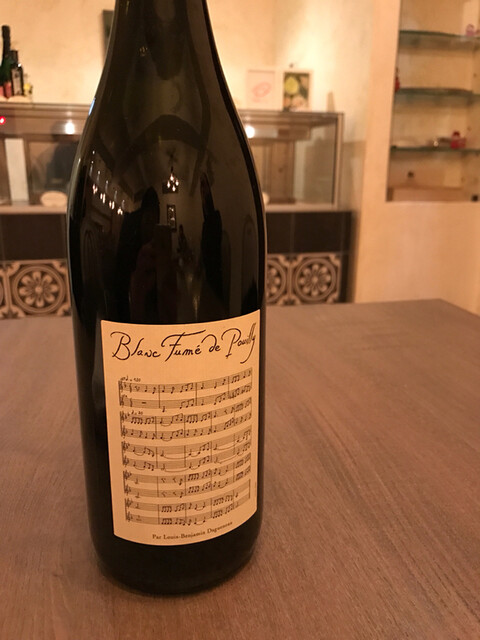 Blanc Fumé de Pouilly
Par Louis-Benjamin Dagueneau